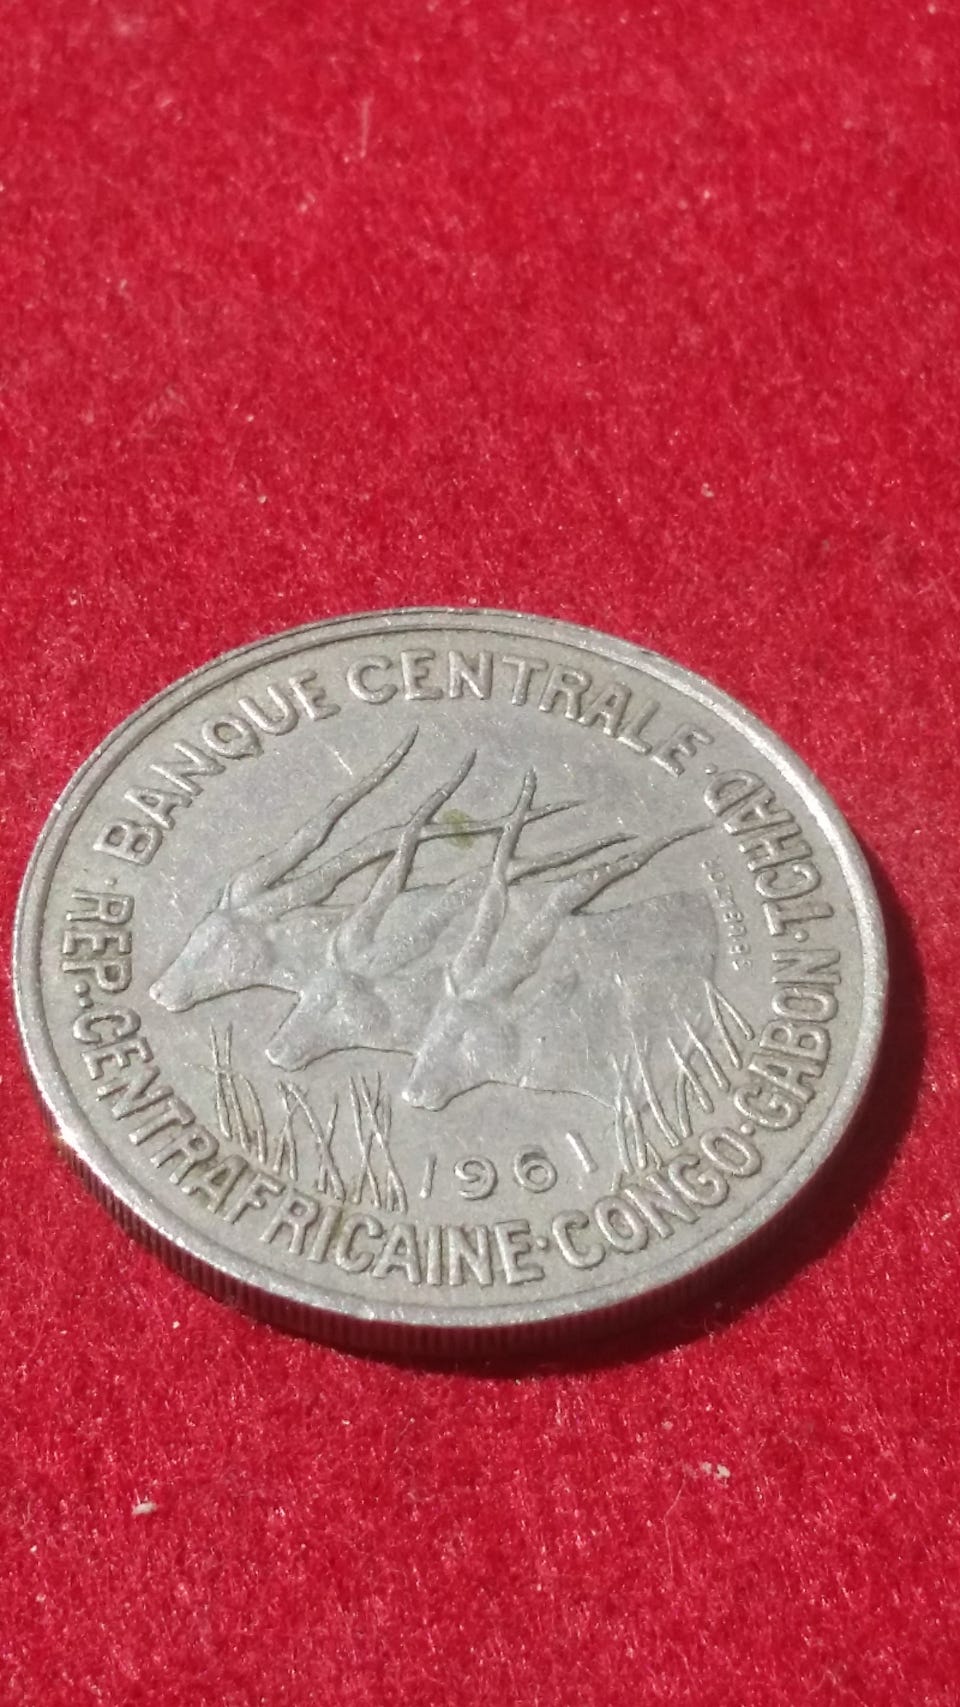 BANQUE CENTRALE
REP..CENTRAFRICAINE·CONGO·GABON·TCHAD·
1961